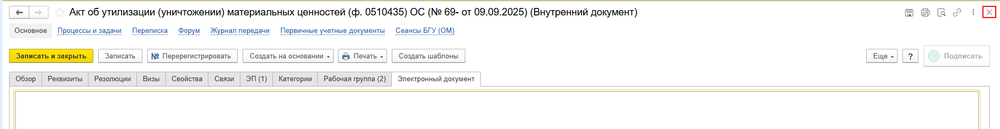 Акт об утилизации (уничтожении) материальных ценностей (ф. 0510435) ОС (№ 69- от 09.09.2025) (Внутренний документ)
Основное Процессы и задачи Переписка Форум Журнал передачи Первичные учетные документы Сеансы БГУ (ОМ)
Записать и закрыть Записать № Перерегистрировать Создать на основании Печать Создать шаблоны Еще ? Подписать
Обзор Реквизиты Резолюции Визы Свойства Связи ЭП (1) Категории Рабочая группа (2) Электронный документ